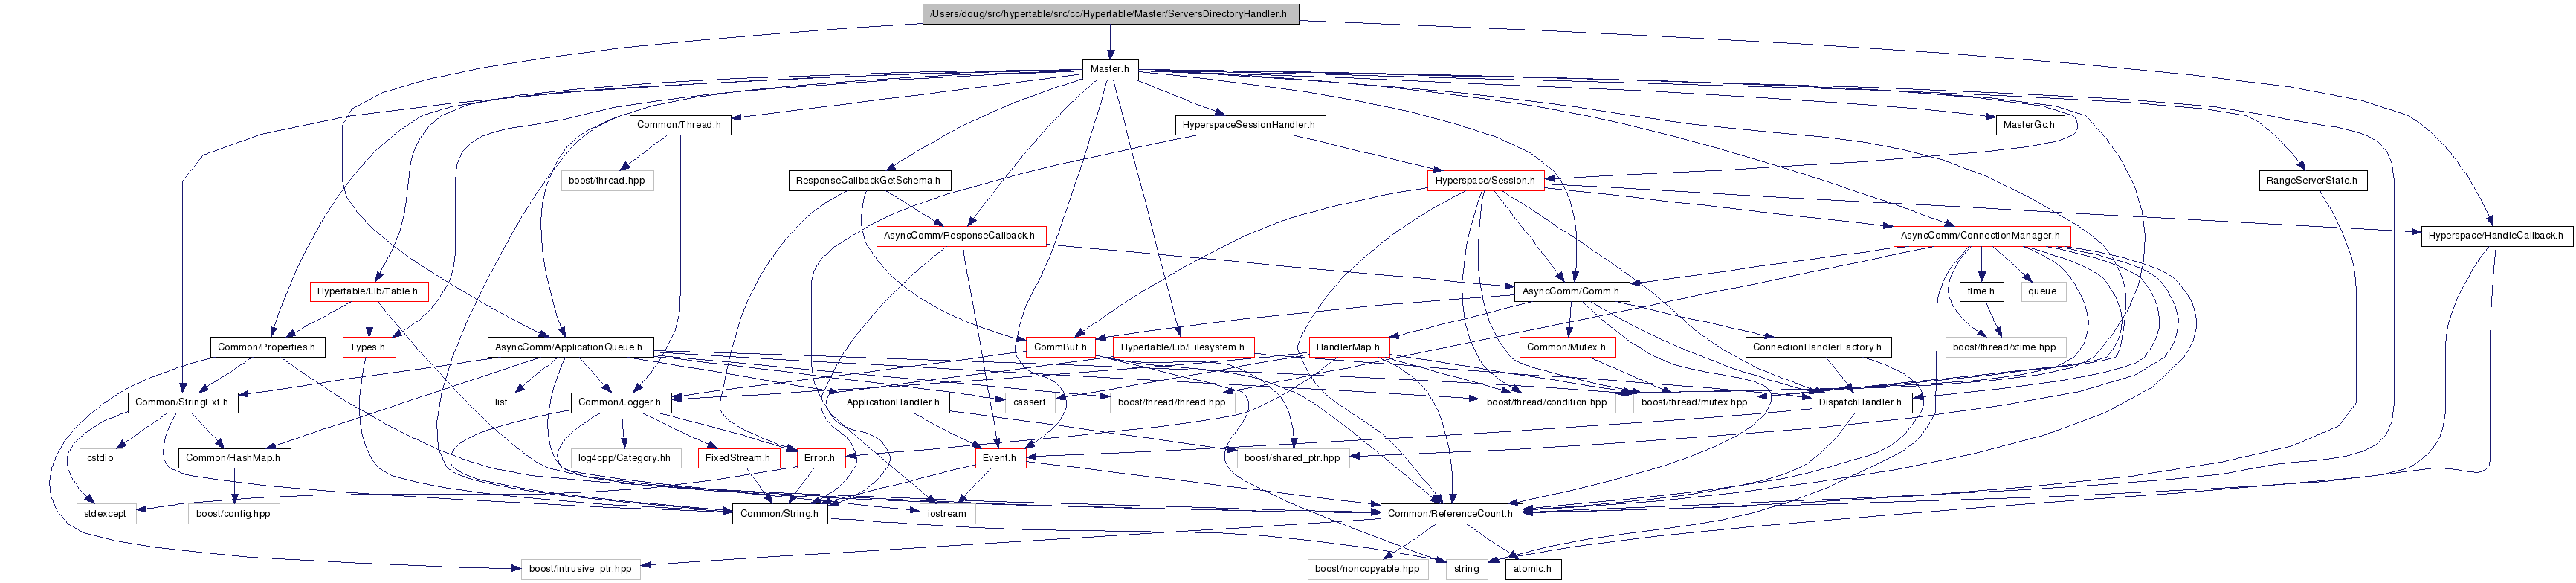 /Users/doug/src/hypertable/src/cc/Hypertable/Master/ServersDirectoryHandler.h
Master.h
Common/Thread.h
HyperspaceSessionHandler.h
MasterGc.h
boost/thread.hpp
ResponseCallbackGetSchema.h
Hyperspace/Session.h
RangeServerState.h
AsyncComm/ResponseCallback.h
AsyncComm/ConnectionManager.h
Hyperspace/HandleCallback.h
Hypertable/Lib/Table.h
AsyncComm/Comm.h
time.h
queue
Common/Properties.h
Types.h
AsyncComm/ApplicationQueue.h
CommBuf.h
Hypertable/Lib/Filesystem.h
HandlerMap.h
Common/Mutex.h
ConnectionHandlerFactory.h
boost/thread/xtime.hpp
Common/StringExt.h
list
Common/Logger.h
ApplicationHandler.h
cassert
boost/thread/thread.hpp
boost/thread/condition.hpp
boost/thread/mutex.hpp
DispatchHandler.h
cstdio
Common/HashMap.h
log4cpp/Category.hh
FixedStream.h
Error.h
Event.h
boost/shared_ptr.hpp
stdexcept
boost/config.hpp
Common/String.h
iostream
Common/ReferenceCount.h
boost/intrusive_ptr.hpp
boost/noncopyable.hpp
string
atomic.h